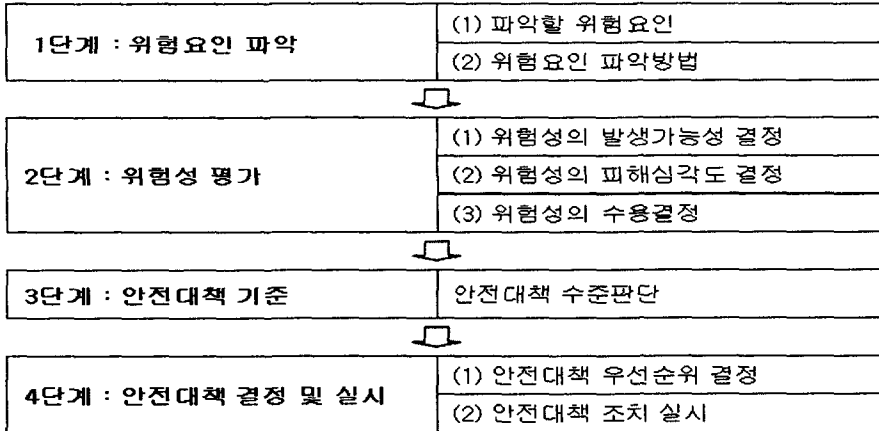 1단계 : 위험요인 파악
(1) 파악할 위험요인
(2) 위험요인 파악방법
2단계 : 위험성 평가
(1) 위험성의 발생가능성 결정
(2) 위험성의 피해심각도 결정
(3) 위험성의 수용결정
3단계 : 안전대책 기준
안전대책 수준판단
4단계 : 안전대책 결정 및 실시
(1) 안전대책 우선순위 결정
(2) 안전대책 조치 실시